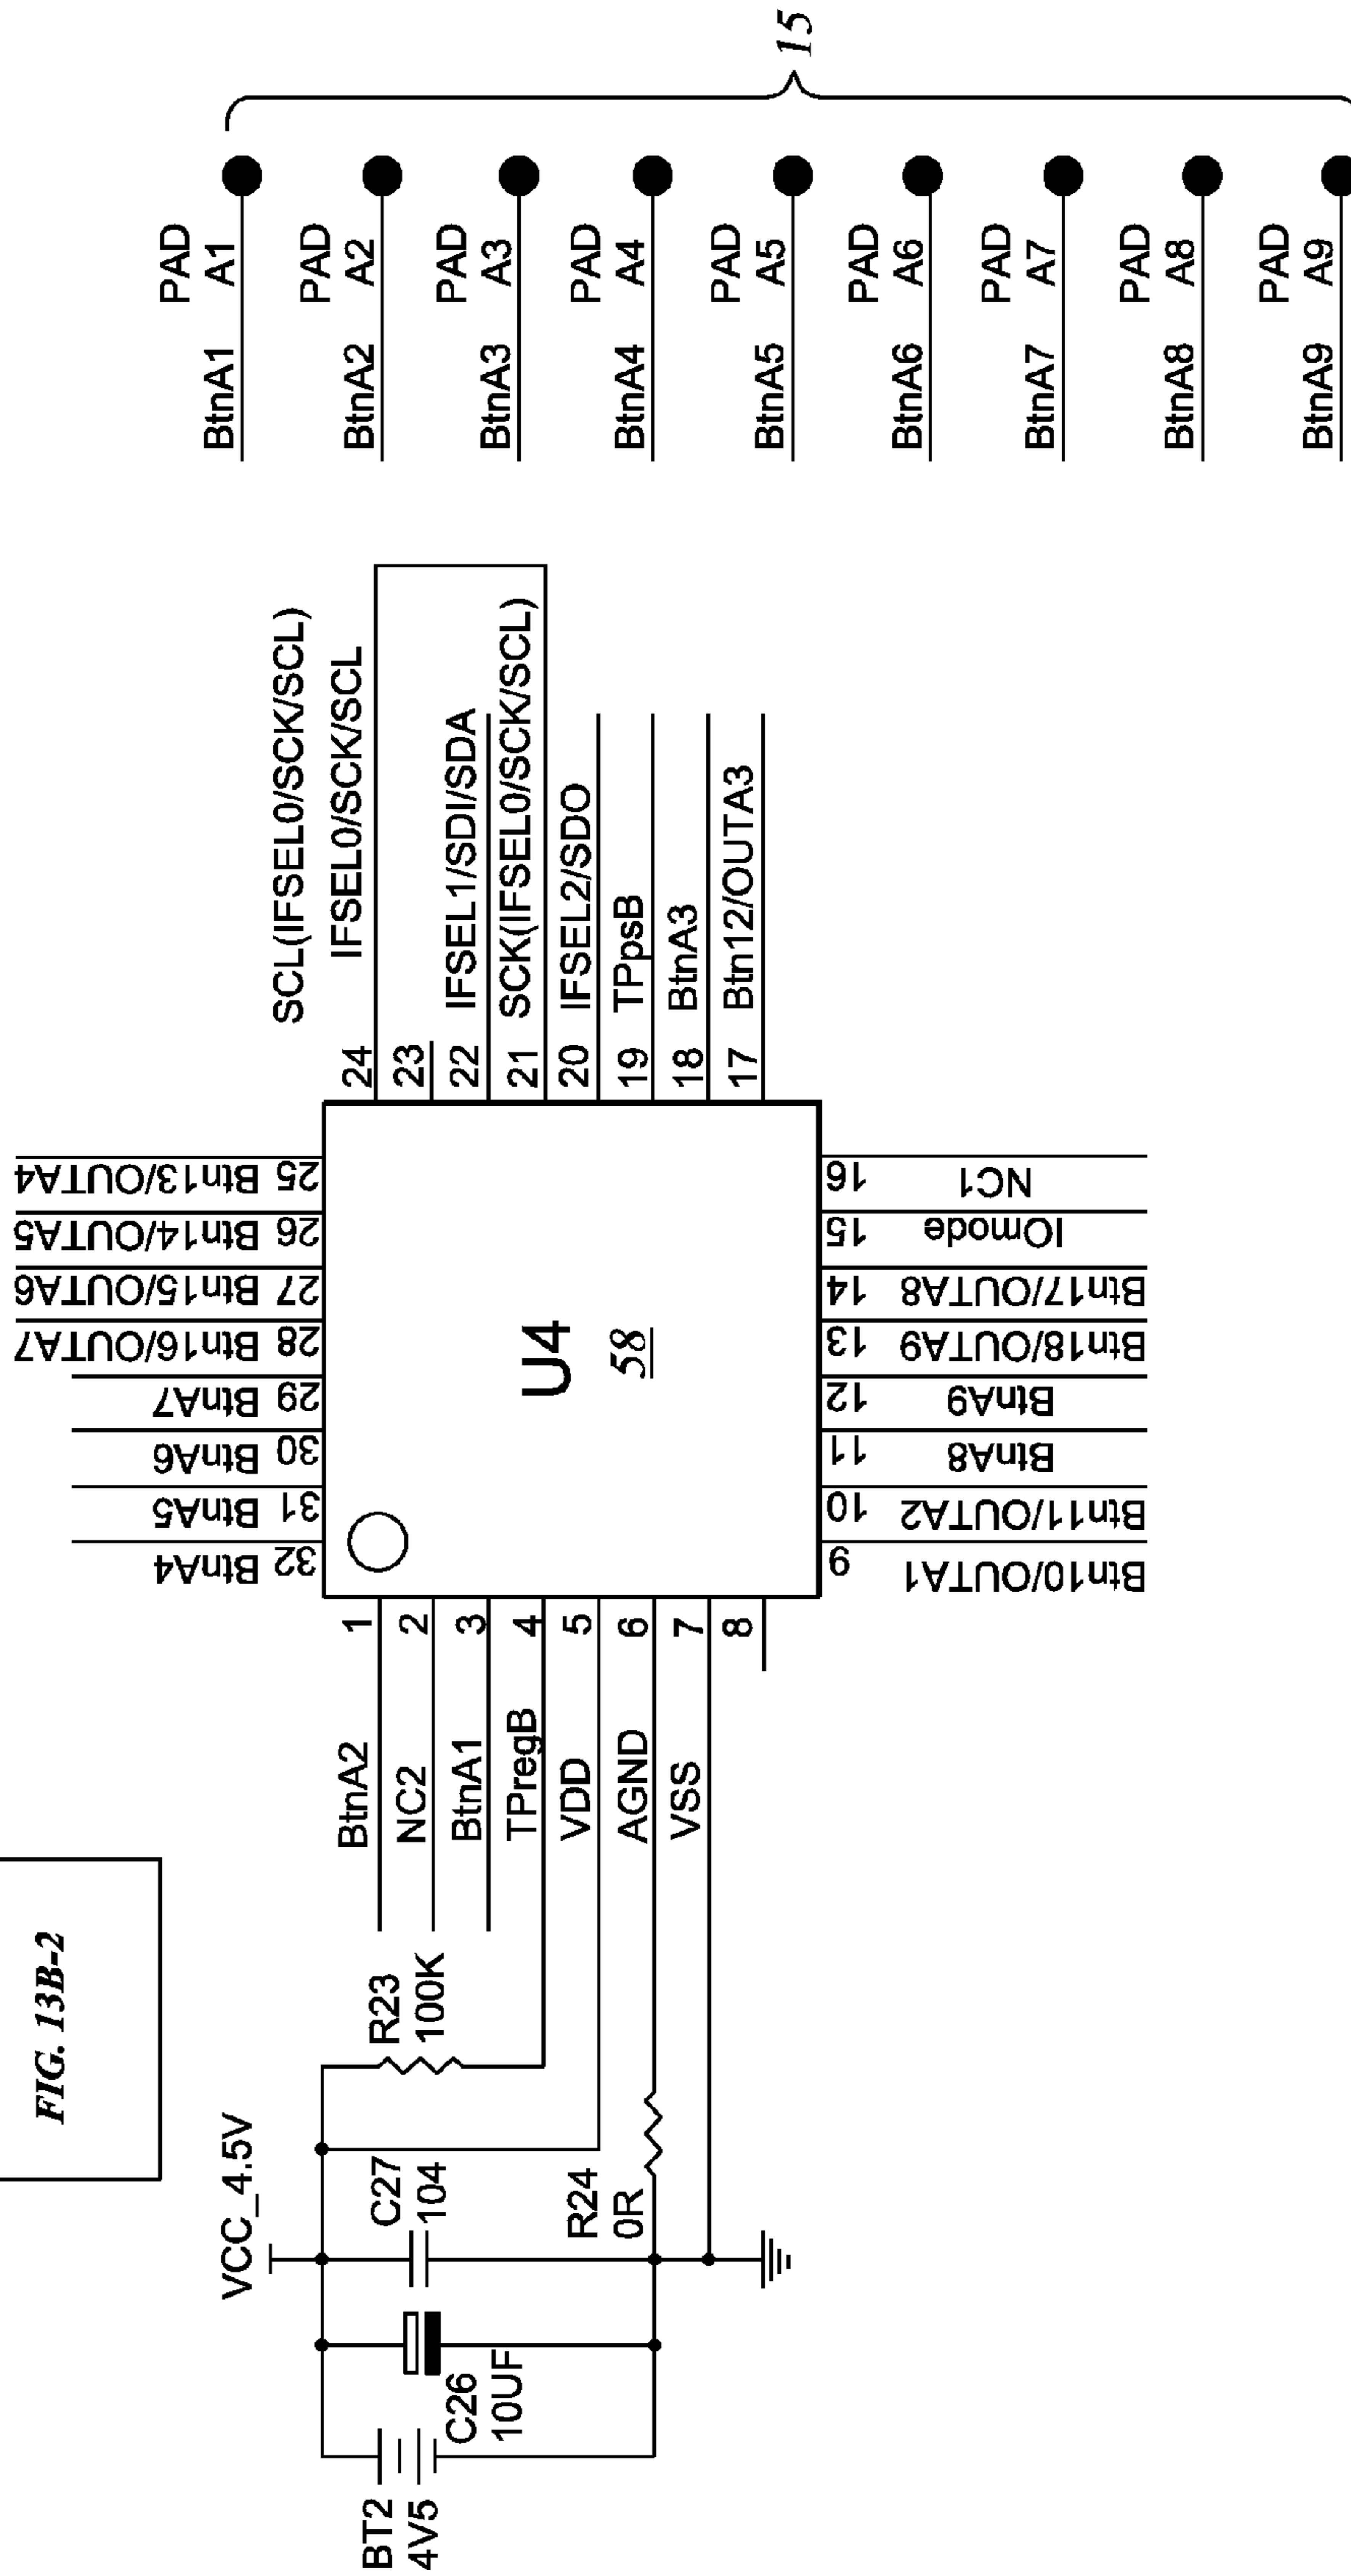 FIG. 13B-2
VCC_4.5V
BT2
4V5
C26
10UF
C27
104
R23
100K
R24
0R
BtnA2
NC2
BtnA1
TPregB
VDD
AGND
VSS
1
2
3
4
5
6
7
8
U4
58
32 BtnA4
31 BtnA5
30 BtnA6
29 BtnA7
28 Btn16/OUTA7
27 Btn15/OUTA6
26 Btn14/OUTA5
25 Btn13/OUTA4
9 Btn10/OUTA1
10 Btn11/OUTA2
11 BtnA8
12 BtnA9
13 Btn18/OUTA9
14 Btn17/OUTA8
15 IOmode
16 NC1
SCL(IFSEL0/SCK/SCL)
24 IFSEL0/SCK/SCL
23
22 IFSEL1/SDI/SDA
21 SCK(IFSEL0/SCK/SCL)
20 IFSEL2/SDO
19 TPpsB
18 BtnA3
17 Btn12/OUTA3
PAD
BtnA1 A1
PAD
BtnA2 A2
PAD
BtnA3 A3
PAD
BtnA4 A4
PAD
BtnA5 A5
PAD
BtnA6 A6
PAD
BtnA7 A7
PAD
BtnA8 A8
PAD
BtnA9 A9
15